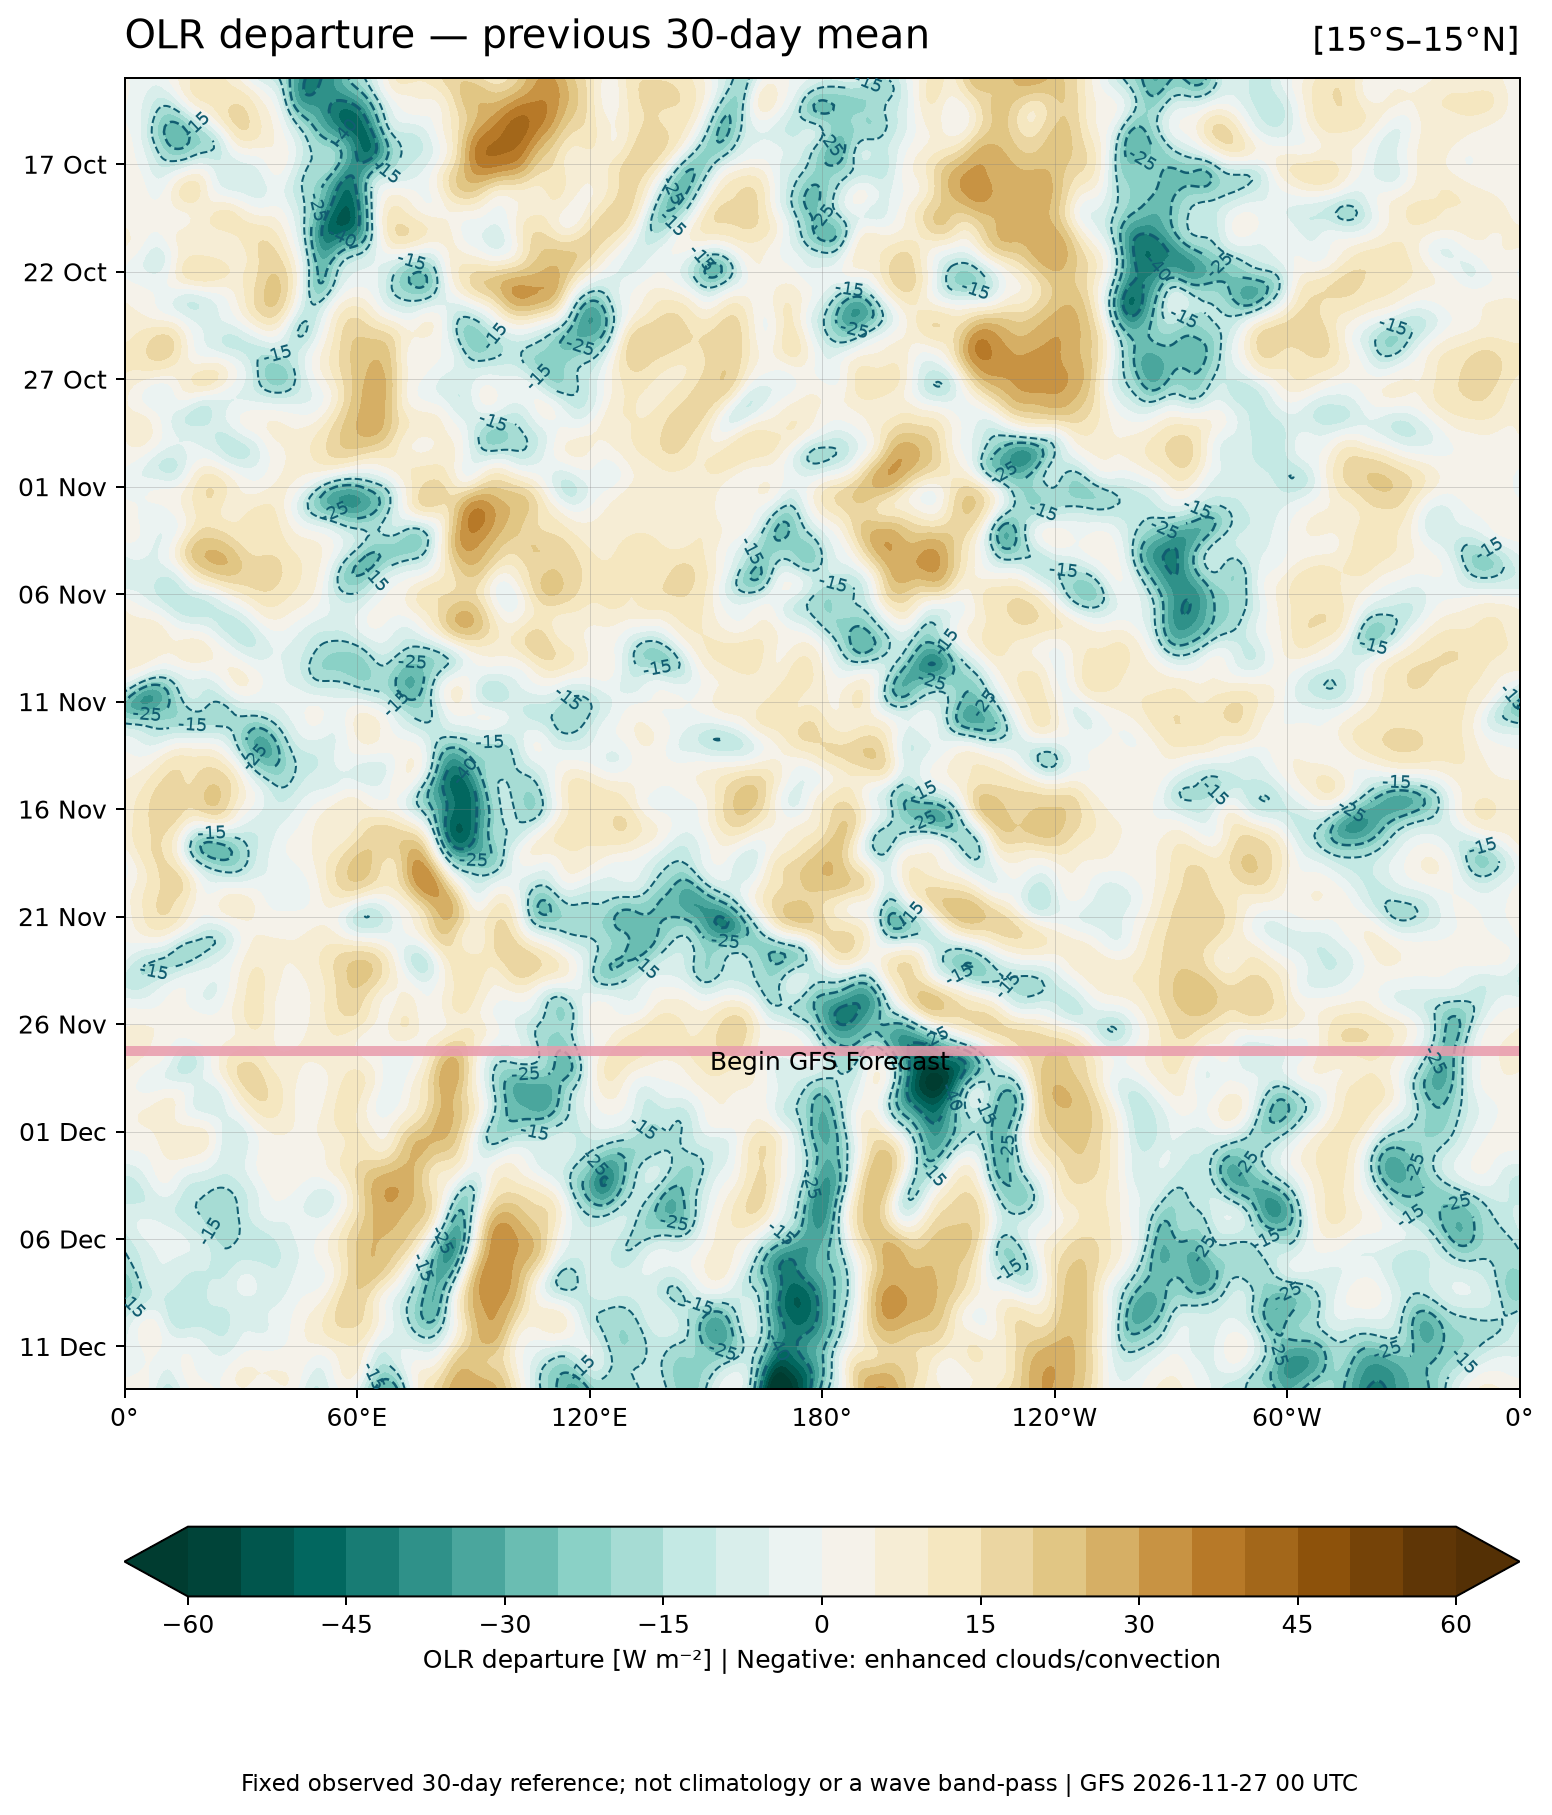 OLR departure — previous 30-day mean
[15°S–15°N]
17 Oct
22 Oct
27 Oct
01 Nov
06 Nov
11 Nov
16 Nov
21 Nov
26 Nov
Begin GFS Forecast
01 Dec
06 Dec
11 Dec
0° 60°E 120°E 180° 120°W 60°W 0°
−60 −45 −30 −15 0 15 30 45 60
OLR departure [W m⁻²] | Negative: enhanced clouds/convection
Fixed observed 30-day reference; not climatology or a wave band-pass | GFS 2026-11-27 00 UTC